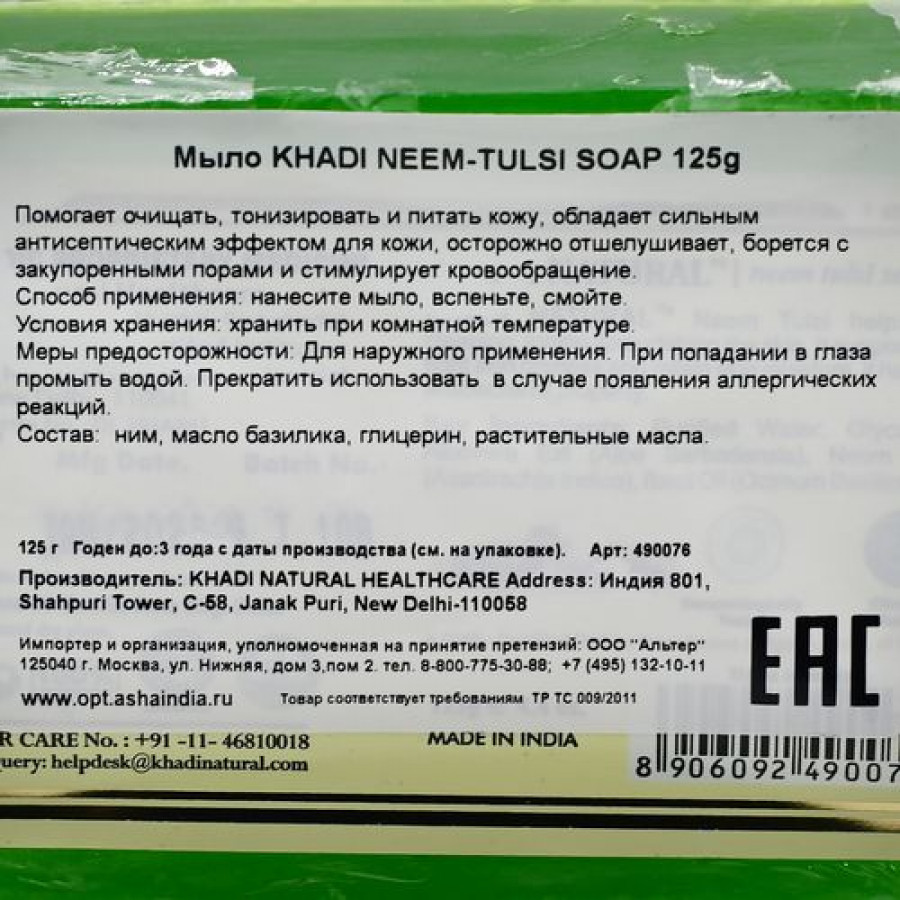 Мыло KHADI NEEM-TULSI SOAP 125g
Помогает очищать, тонизировать и питать кожу, обладает сильным
антисептическим эффектом для кожи, осторожно отшелушивает, борется с
закупоренными порами и стимулирует кровообращение.
Способ применения: нанесите мыло, вспеньте, смойте.
Условия хранения: хранить при комнатной температуре.
Меры предосторожности: Для наружного применения. При попадании в глаза
промыть водой. Прекратить использовать в случае появления аллергических
реакций.
Состав: ним, масло базилика, глицерин, растительные масла.
125 г Годен до:3 года с даты производства (см. на упаковке). Арт: 490076
Производитель: KHADI NATURAL HEALTHCARE Address: Индия 801,
Shahpuri Tower, C-58, Janak Puri, New Delhi-110058
Импортер и организация, уполномоченная на принятие претензий: ООО "Альтер"
125040 г. Москва, ул. Нижняя, дом 3,пом 2. тел. 8-800-775-30-88; +7 (495) 132-10-11
EAC
www.opt.ashaindia.ru Товар соответствует требованиям ТР ТС 009/2011
R CARE No. : +91 -11- 46810018 MADE IN INDIA
uery: helpdesk@khadinatural.com
8 906092 49007